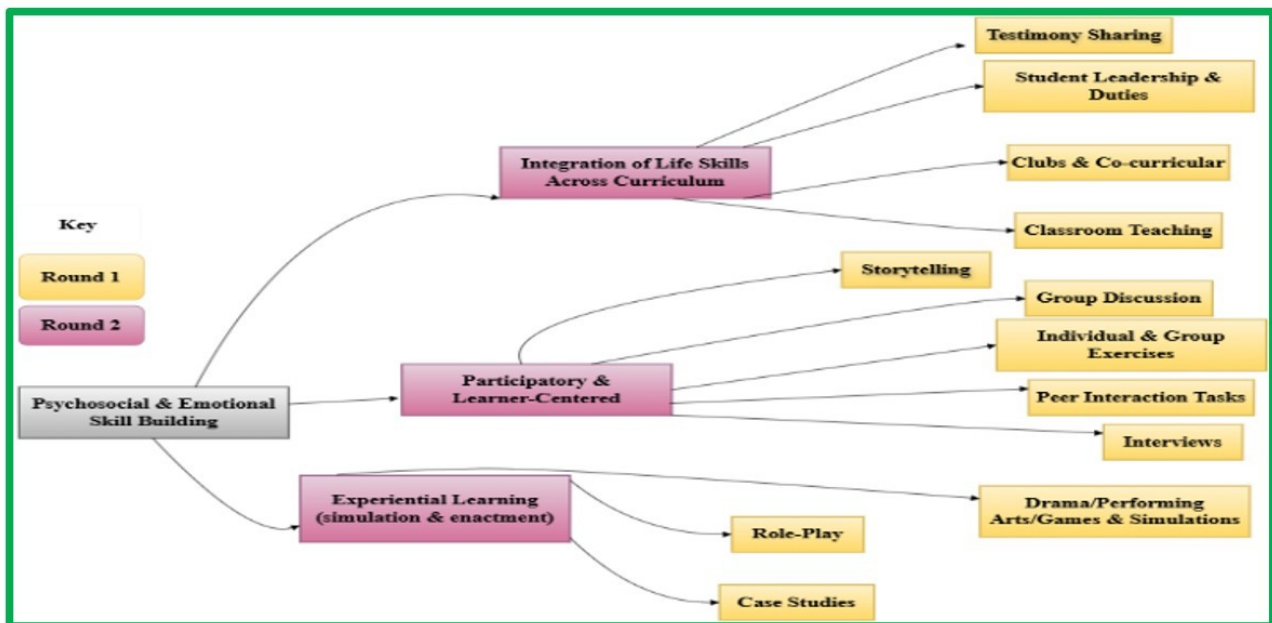 Testimony Sharing
Student Leadership &
Duties
Integration of Life Skills
Across Curriculum
Clubs & Co-curricular
Classroom Teaching
Key
Round 1
Round 2
Storytelling
Group Discussion
Individual & Group
Exercises
Participatory &
Learner-Centered
Peer Interaction Tasks
Interviews
Psychosocial & Emotional
Skill Building
Experiential Learning
(simulation & enactment)
Drama/Performing
Arts/Games & Simulations
Role-Play
Case Studies